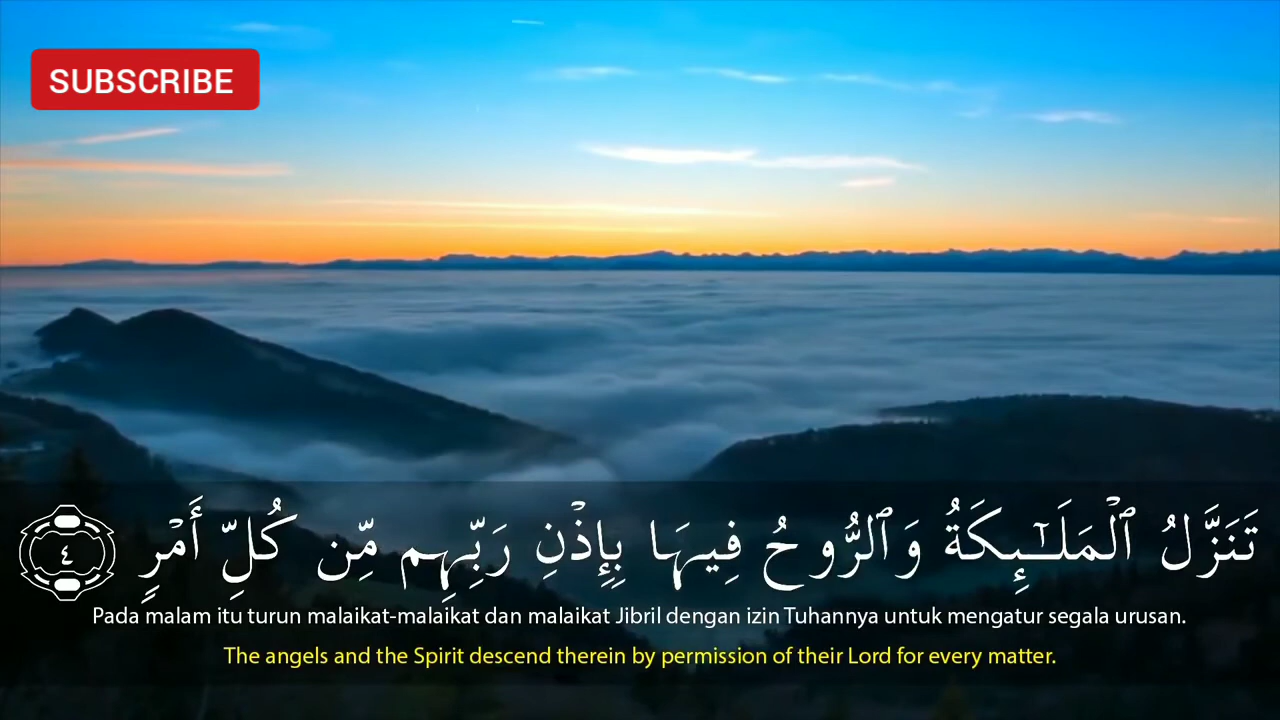 SUBSCRIBE
تَنَزَّلُ ٱلْمَلَـٰٓئِكَةُ وَٱلرُّوحُ فِيهَا بِإِذْنِ رَبِّهِم مِّن كُلِّ أَمْرٍ ٤
Pada malam itu turun malaikat-malaikat dan malaikat Jibril dengan izin Tuhannya untuk mengatur segala urusan.
The angels and the Spirit descend therein by permission of their Lord for every matter.